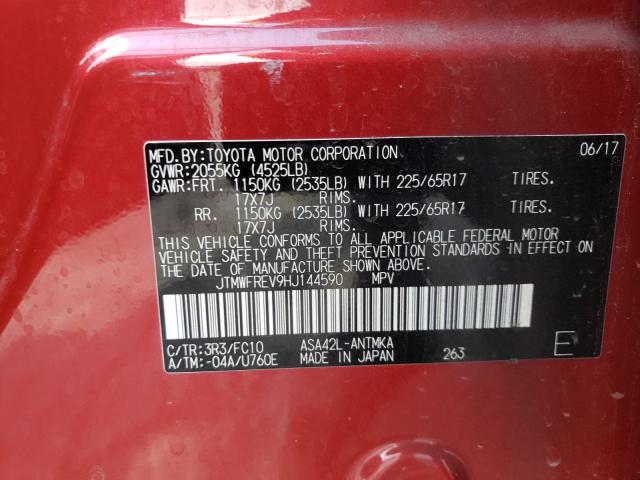 MFD.BY:TOYOTA MOTOR CORPORATION 06/17
GVWR:2055KG (4525LB)
GAWR:FRT. 1150KG (2535LB) WITH 225/65R17 TIRES.
17X7J RIMS.
RR. 1150KG (2535LB) WITH 225/65R17 TIRES.
17X7J RIMS.
THIS VEHICLE CONFORMS TO ALL APPLICABLE FEDERAL MOTOR
VEHICLE SAFETY AND THEFT PREVENTION STANDARDS IN EFFECT ON
THE DATE OF MANUFACTURE SHOWN ABOVE.
JTMWFREV9HJ144590 MPV
C/TR:3R3/FC10 ASA42L-ANTMKA
A/TM:-04A/U760E MADE IN JAPAN 263 E